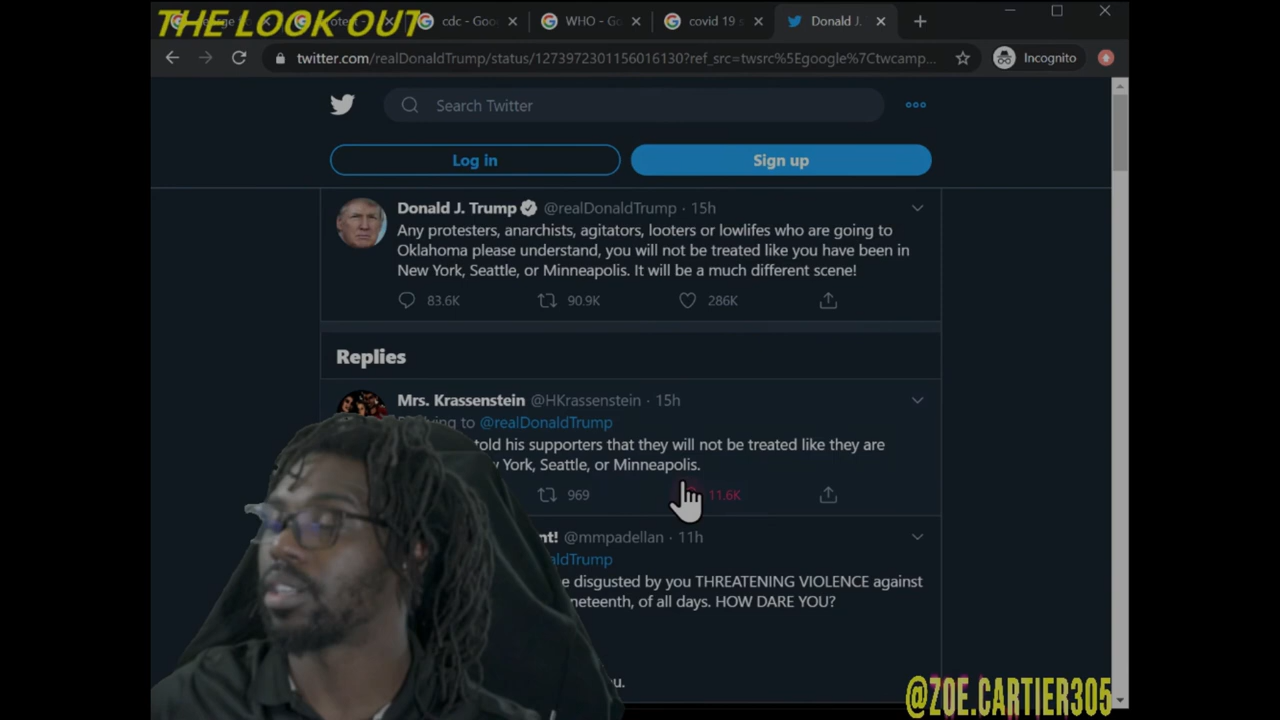 THE LOOK OUT
cdc - Goo
WHO - Go
covid 19 s
Donald J.
twitter.com/realDonaldTrump/status/1273972301156016130?ref_src=twsrc%5Egoogle%7Ctwcamp...
Incognito
Search Twitter
Log in
Sign up
Donald J. Trump @realDonaldTrump · 15h
Any protesters, anarchists, agitators, looters or lowlifes who are going to
Oklahoma please understand, you will not be treated like you have been in
New York, Seattle, or Minneapolis. It will be a much different scene!
83.6K 90.9K 286K
Replies
Mrs. Krassenstein @HKrassenstein · 15h
to @realDonaldTrump
told his supporters that they will not be treated like they are
York, Seattle, or Minneapolis.
969 11.6K
nt! @mmpadellan · 11h
ldTrump
e disgusted by you THREATENING VIOLENCE against
neteenth, of all days. HOW DARE YOU?
u.
@ZOE.CARTIER305